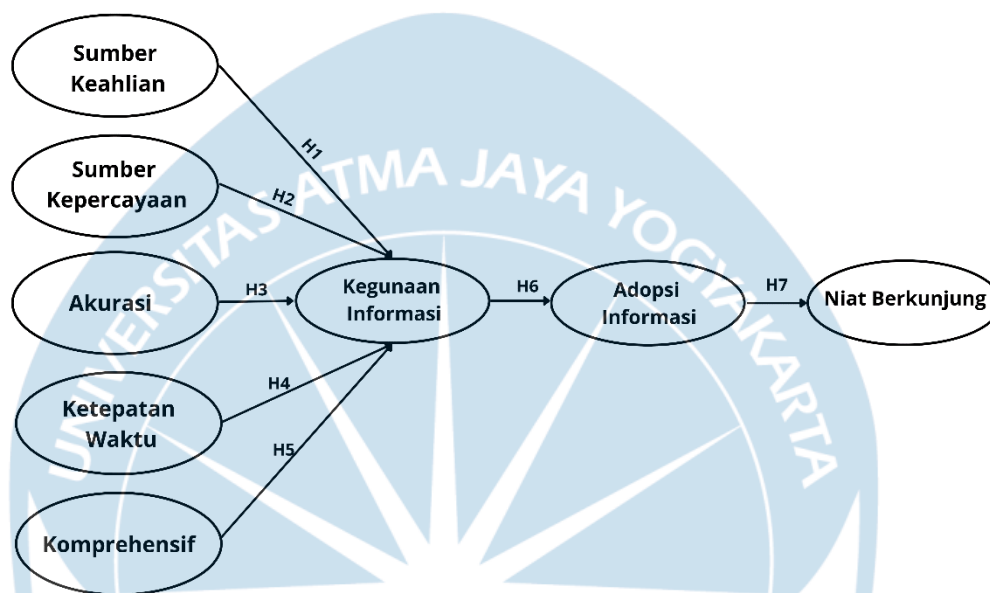 Sumber
Keahlian
H1
Sumber
Kepercayaan
H2
UNIVERSITAS ATMA JAYA YOGYAKARTA
Akurasi
H3
Kegunaan
Informasi
H6
Adopsi
Informasi
H7
Niat Berkunjung
Ketepatan
Waktu
H4
H5
Komprehensif